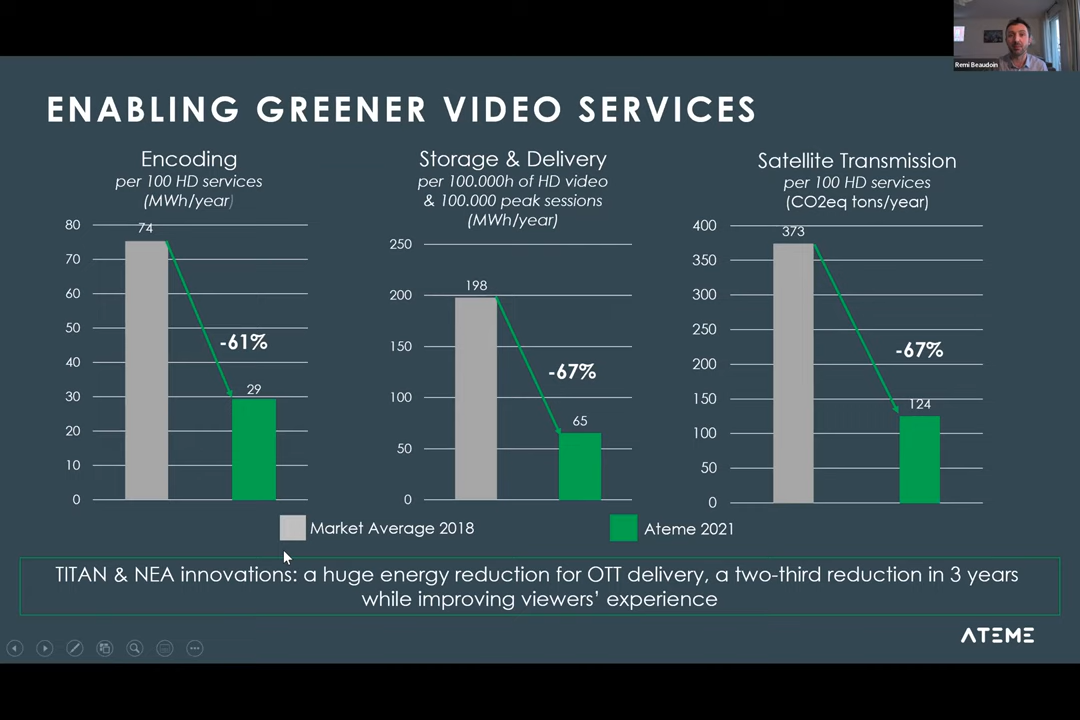 Remi Beaudoin
ENABLING GREENER VIDEO SERVICES
Encoding
per 100 HD services
(MWh/year)
80
70
60
50
40
30
20
10
0
74
-61%
29
Storage & Delivery
per 100.000h of HD video
& 100.000 peak sessions
(MWh/year)
250
200
150
100
50
0
198
-67%
65
Satellite Transmission
per 100 HD services
(CO2eq tons/year)
400
350
300
250
200
150
100
50
0
373
-67%
124
Market Average 2018
Ateme 2021
TITAN & NEA innovations: a huge energy reduction for OTT delivery, a two-third reduction in 3 years
while improving viewers’ experience
ATEME